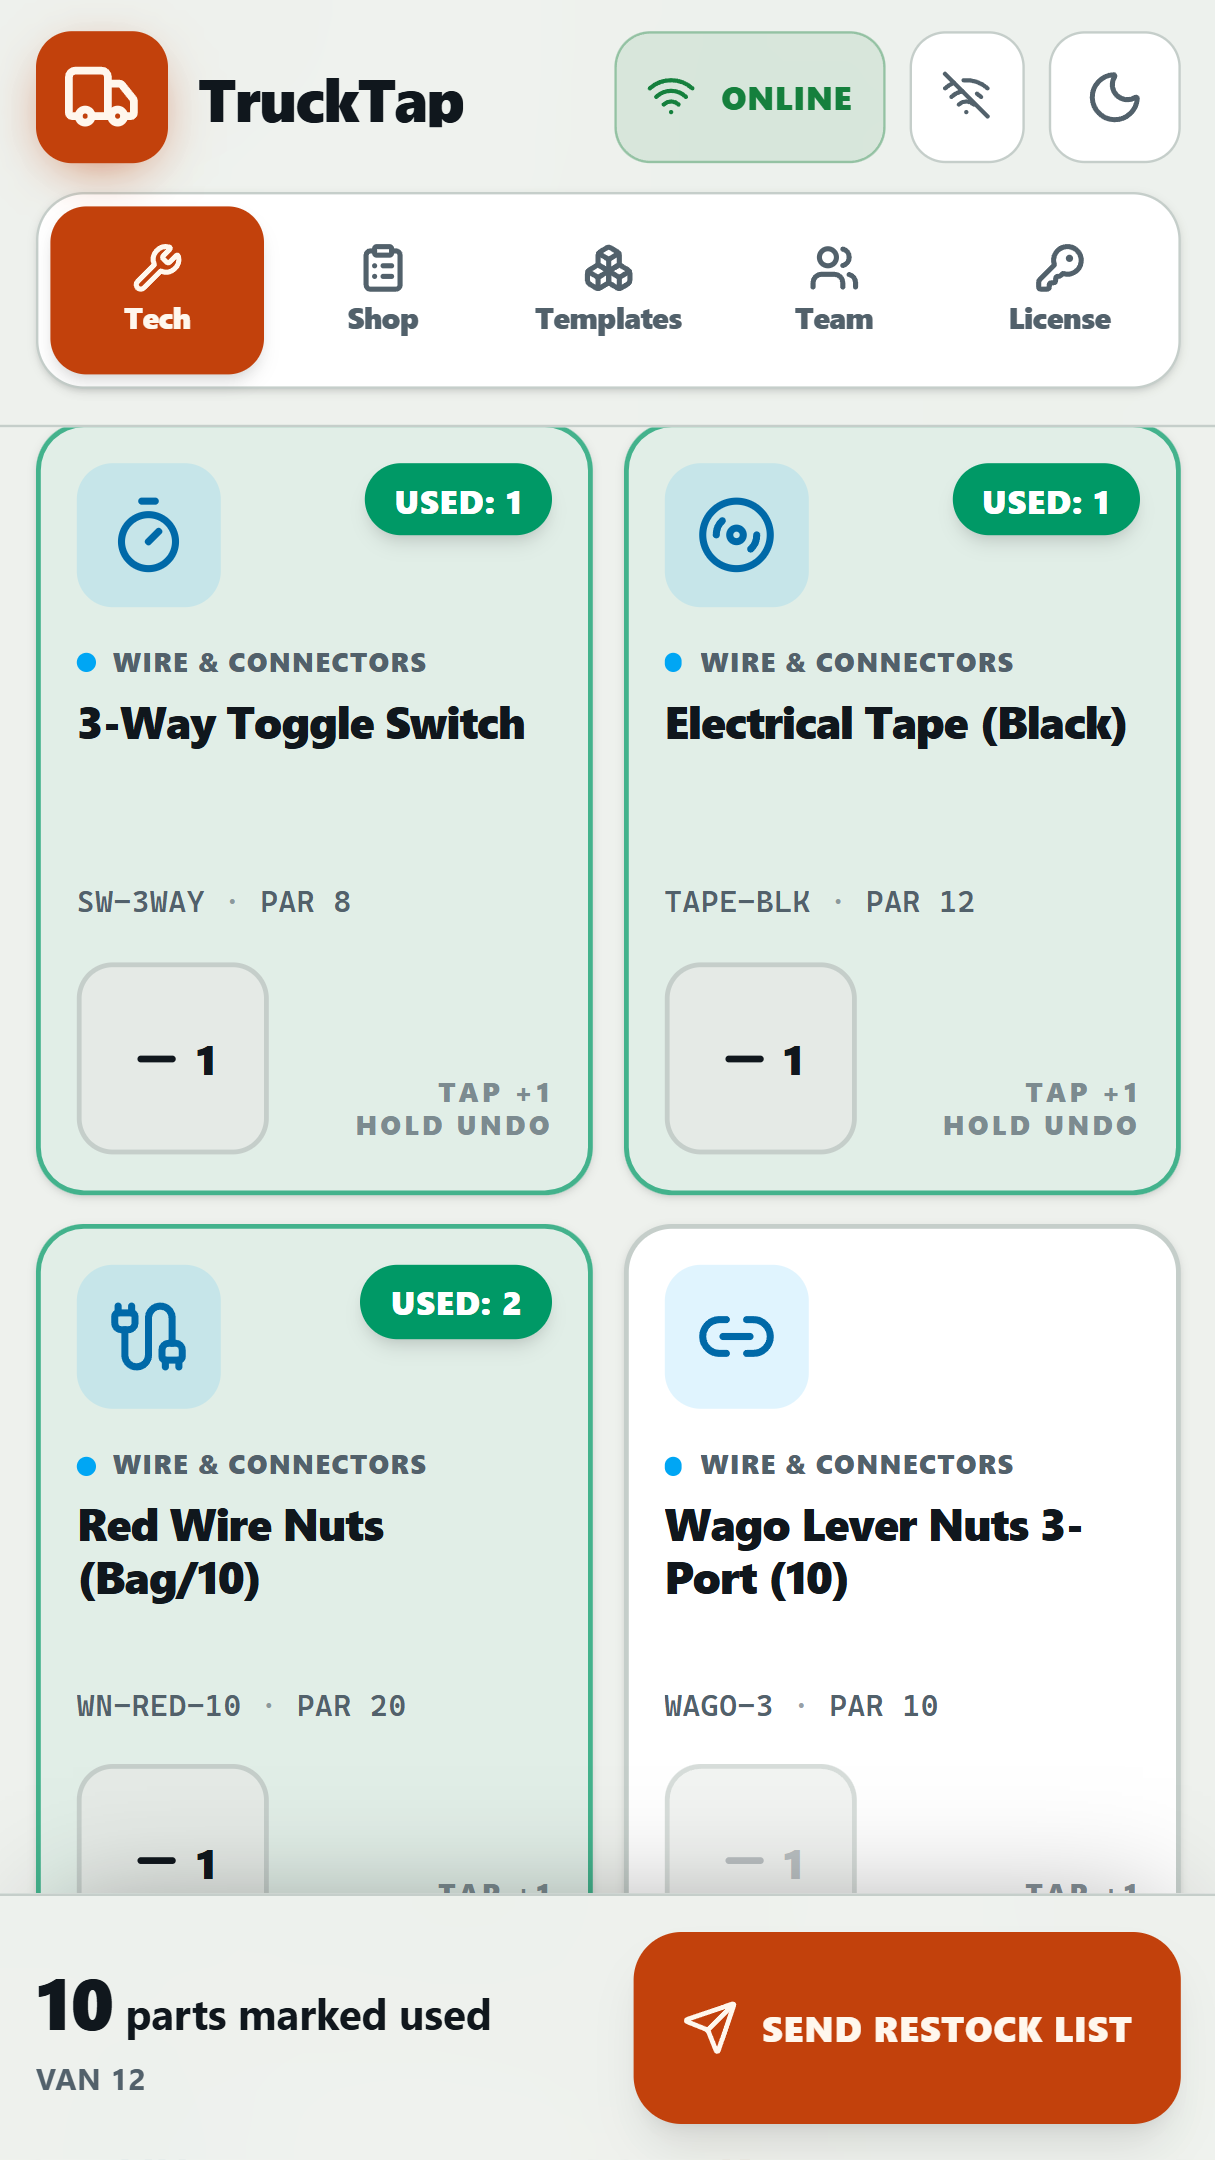 TruckTap
ONLINE
Tech
Shop
Templates
Team
License
USED: 1
WIRE & CONNECTORS
3-Way Toggle Switch
SW-3WAY · PAR 8
— 1
TAP +1
HOLD UNDO
USED: 1
WIRE & CONNECTORS
Electrical Tape (Black)
TAPE-BLK · PAR 12
— 1
TAP +1
HOLD UNDO
USED: 2
WIRE & CONNECTORS
Red Wire Nuts
(Bag/10)
WN-RED-10 · PAR 20
— 1
TAP +1
WIRE & CONNECTORS
Wago Lever Nuts 3-
Port (10)
WAGO-3 · PAR 10
— 1
TAP +1
10 parts marked used
VAN 12
SEND RESTOCK LIST